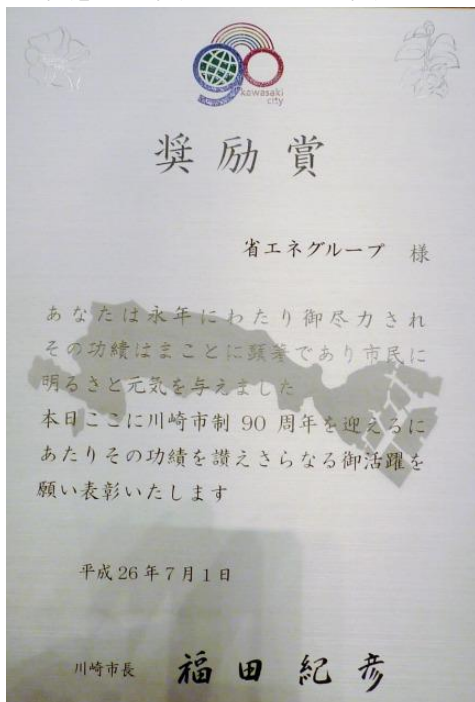 90
kawasaki
city
奨励賞
省エネグループ 様
あなたは永年にわたり御尽力され
その功績はまことに顕著であり市民に
明るさと元気を与えました
本日ここに川崎市制 90 周年を迎えるに
あたりその功績を讃えさらなる御活躍を
願い表彰いたします
平成 26 年 7 月 1 日
川崎市長 福田紀彦